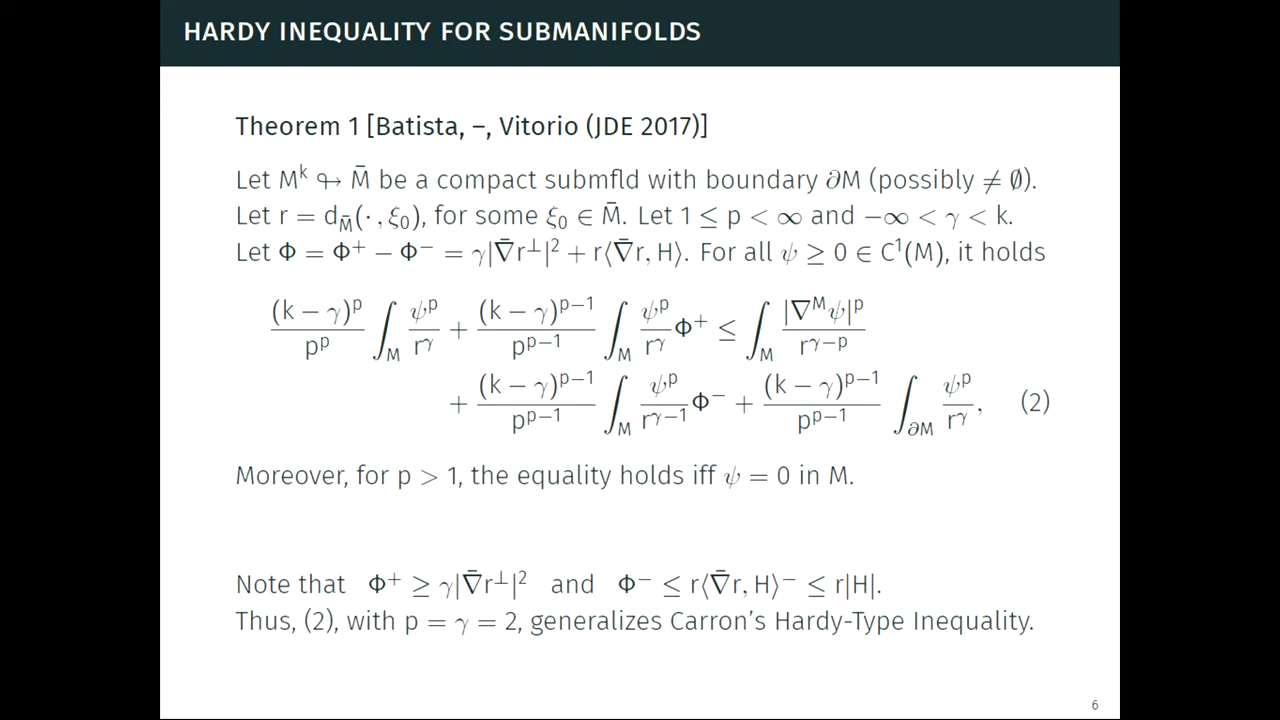 HARDY INEQUALITY FOR SUBMANIFOLDS
Theorem 1 [Batista, –, Vitorio (JDE 2017)]
Let M^k ↬ M̄ be a compact submfld with boundary ∂M (possibly ≠ ∅).
Let r = d_M̄(· , ξ₀), for some ξ₀ ∈ M̄. Let 1 ≤ p < ∞ and −∞ < γ < k.
Let Φ = Φ⁺ − Φ⁻ = γ|∇̄r^⊥|² + r⟨∇̄r, H⟩. For all ψ ≥ 0 ∈ C¹(M), it holds
(k − γ)^p / p^p ∫_M ψ^p / r^γ + (k − γ)^{p−1} / p^{p−1} ∫_M ψ^p / r^γ Φ⁺ ≤ ∫_M |∇^M ψ|^p / r^{γ−p}
+ (k − γ)^{p−1} / p^{p−1} ∫_M ψ^p / r^{γ−1} Φ⁻ + (k − γ)^{p−1} / p^{p−1} ∫_{∂M} ψ^p / r^γ, (2)
Moreover, for p > 1, the equality holds iff ψ = 0 in M.
Note that Φ⁺ ≥ γ|∇̄r^⊥|² and Φ⁻ ≤ r⟨∇̄r, H⟩⁻ ≤ r|H|.
Thus, (2), with p = γ = 2, generalizes Carron's Hardy-Type Inequality.
6